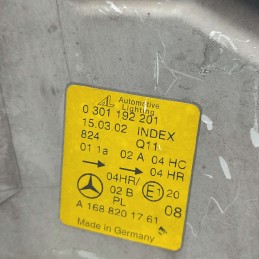 Automotive
Lighting
0 301 192 201
15.03.02 INDEX
824 Q11
01 1a 02 A 04 HC
04 HR
04HR/ E1 20
02 B 08
PL
A 168 820 17 61
Made in Germany